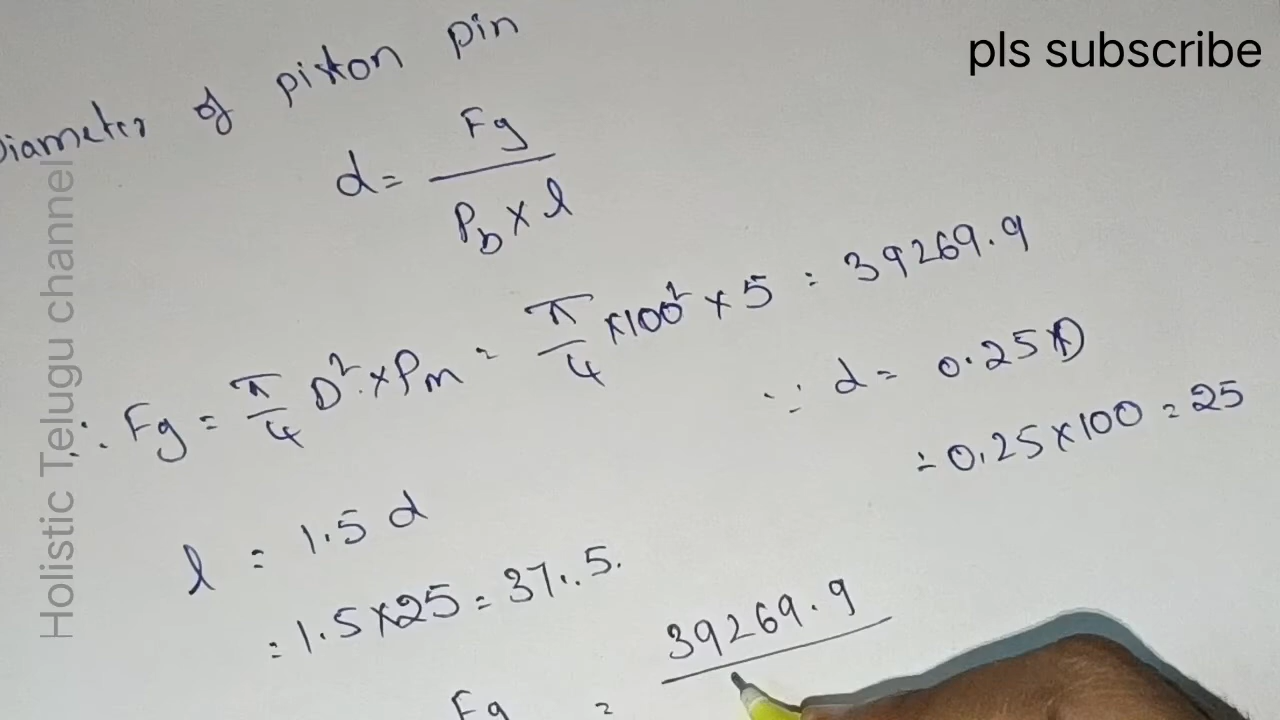 pls subscribe
Diameter of piston pin
d = Fg / Pb × l
∴ Fg = π/4 D² × Pm = π/4 × 100² × 5 = 39269.9
∵ d = 0.25 × D
= 0.25 × 100 = 25
l = 1.5 d
= 1.5 × 25 = 37.5.
Fg = 39269.9
Holistic Telugu channel